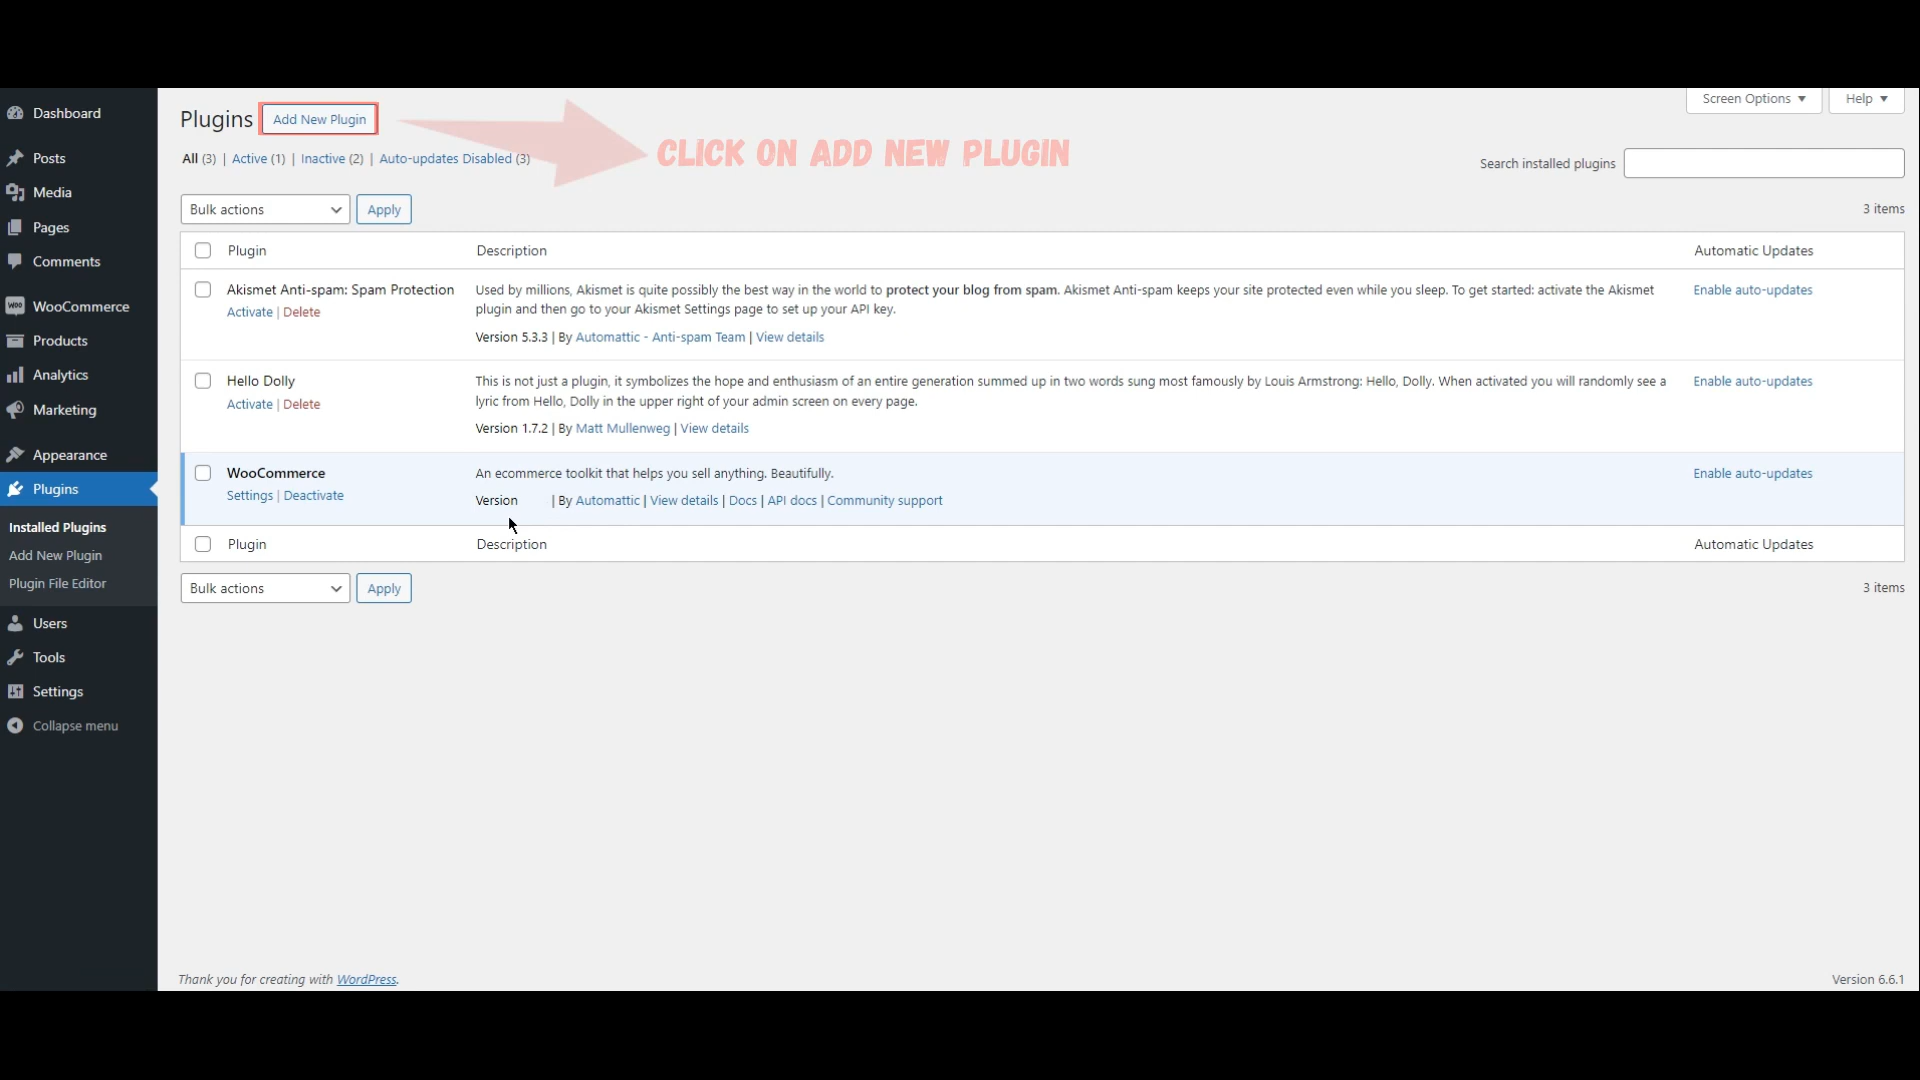 Dashboard
Posts
Media
Pages
Comments
WooCommerce
Products
Analytics
Marketing
Appearance
Plugins
Installed Plugins
Add New Plugin
Plugin File Editor
Users
Tools
Settings
Collapse menu
Screen Options
Help
Plugins Add New Plugin
CLICK ON ADD NEW PLUGIN
All (3) | Active (1) | Inactive (2) | Auto-updates Disabled (3)
Search installed plugins
Bulk actions Apply
3 items
Plugin Description Automatic Updates
Akismet Anti-spam: Spam Protection
Activate | Delete
Used by millions, Akismet is quite possibly the best way in the world to protect your blog from spam. Akismet Anti-spam keeps your site protected even while you sleep. To get started: activate the Akismet
plugin and then go to your Akismet Settings page to set up your API key.
Version 5.3.3 | By Automattic - Anti-spam Team | View details
Enable auto-updates
Hello Dolly
Activate | Delete
This is not just a plugin, it symbolizes the hope and enthusiasm of an entire generation summed up in two words sung most famously by Louis Armstrong: Hello, Dolly. When activated you will randomly see a
lyric from Hello, Dolly in the upper right of your admin screen on every page.
Version 1.7.2 | By Matt Mullenweg | View details
Enable auto-updates
WooCommerce
Settings | Deactivate
An ecommerce toolkit that helps you sell anything. Beautifully.
Version | By Automattic | View details | Docs | API docs | Community support
Enable auto-updates
Plugin Description Automatic Updates
Bulk actions Apply
3 items
Thank you for creating with WordPress.
Version 6.6.1